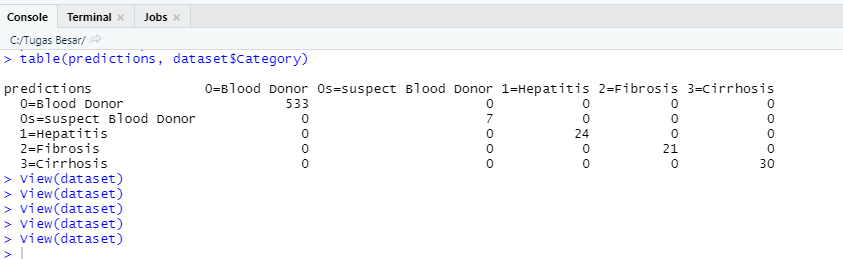 Console Terminal × Jobs ×
C:/Tugas Besar/
> table(predictions, dataset$Category)
predictions 0=Blood Donor 0s=suspect Blood Donor 1=Hepatitis 2=Fibrosis 3=Cirrhosis
0=Blood Donor 533 0 0 0 0
0s=suspect Blood Donor 0 7 0 0 0
1=Hepatitis 0 0 24 0 0
2=Fibrosis 0 0 0 21 0
3=Cirrhosis 0 0 0 0 30
> View(dataset)
> View(dataset)
> View(dataset)
> View(dataset)
> View(dataset)
>